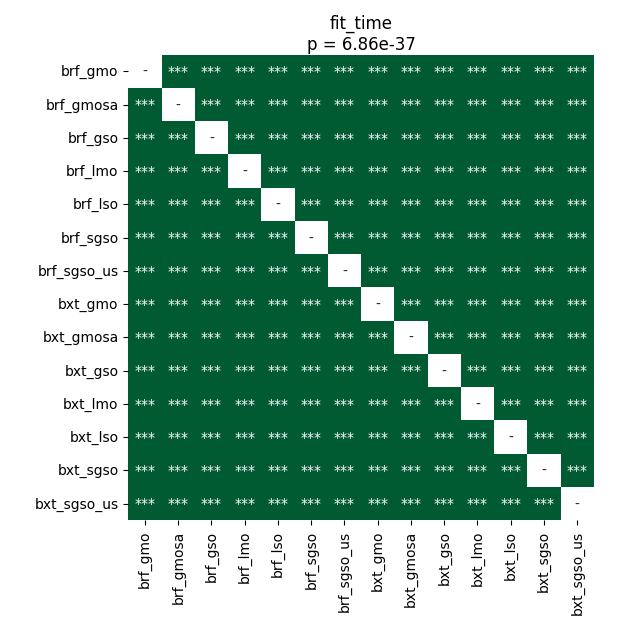 fit_time
p = 6.86e-37
brf_gmo - *** *** *** *** *** *** *** *** *** *** *** *** ***
brf_gmosa *** - *** *** *** *** *** *** *** *** *** *** *** ***
brf_gso *** *** - *** *** *** *** *** *** *** *** *** *** ***
brf_lmo *** *** *** - *** *** *** *** *** *** *** *** *** ***
brf_lso *** *** *** *** - *** *** *** *** *** *** *** *** ***
brf_sgso *** *** *** *** *** - *** *** *** *** *** *** *** ***
brf_sgso_us *** *** *** *** *** *** - *** *** *** *** *** *** ***
bxt_gmo *** *** *** *** *** *** *** - *** *** *** *** *** ***
bxt_gmosa *** *** *** *** *** *** *** *** - *** *** *** *** ***
bxt_gso *** *** *** *** *** *** *** *** *** - *** *** *** ***
bxt_lmo *** *** *** *** *** *** *** *** *** *** - *** *** ***
bxt_lso *** *** *** *** *** *** *** *** *** *** *** - *** ***
bxt_sgso *** *** *** *** *** *** *** *** *** *** *** *** - ***
bxt_sgso_us *** *** *** *** *** *** *** *** *** *** *** *** *** -
brf_gmo
brf_gmosa
brf_gso
brf_lmo
brf_lso
brf_sgso
brf_sgso_us
bxt_gmo
bxt_gmosa
bxt_gso
bxt_lmo
bxt_lso
bxt_sgso
bxt_sgso_us